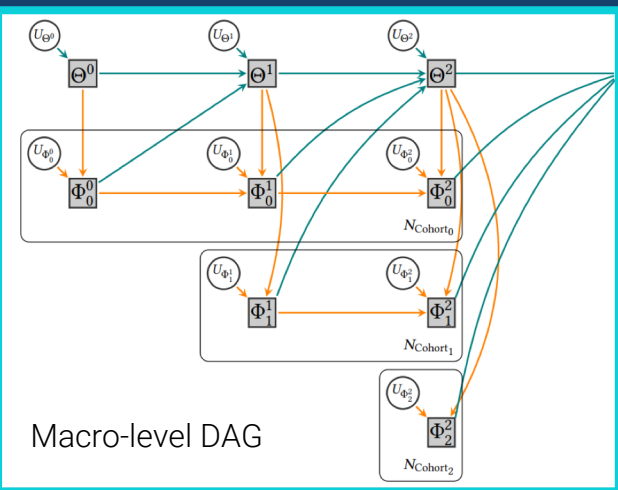 U_{Θ^0} U_{Θ^1} U_{Θ^2}
Θ^0 Θ^1 Θ^2
U_{Φ_0^0} U_{Φ_0^1} U_{Φ_0^2}
Φ_0^0 Φ_0^1 Φ_0^2
N_{Cohort_0}
U_{Φ_1^1} U_{Φ_1^2}
Φ_1^1 Φ_1^2
N_{Cohort_1}
U_{Φ_2^2}
Φ_2^2
Macro-level DAG
N_{Cohort_2}